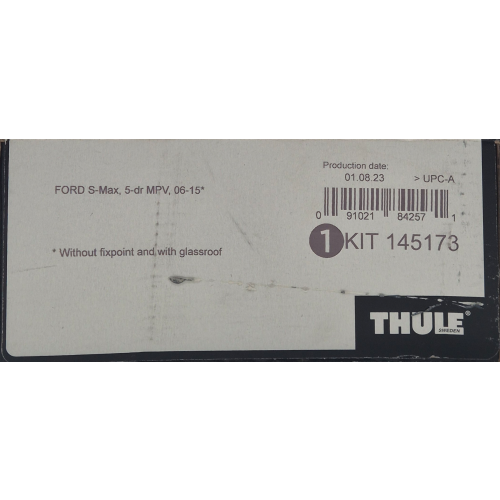 Production date:
01.08.23 > UPC-A
FORD S-Max, 5-dr MPV, 06-15*
0 91021 84257 1
1 KIT 145173
* Without fixpoint and with glassroof
THULE®
SWEDEN